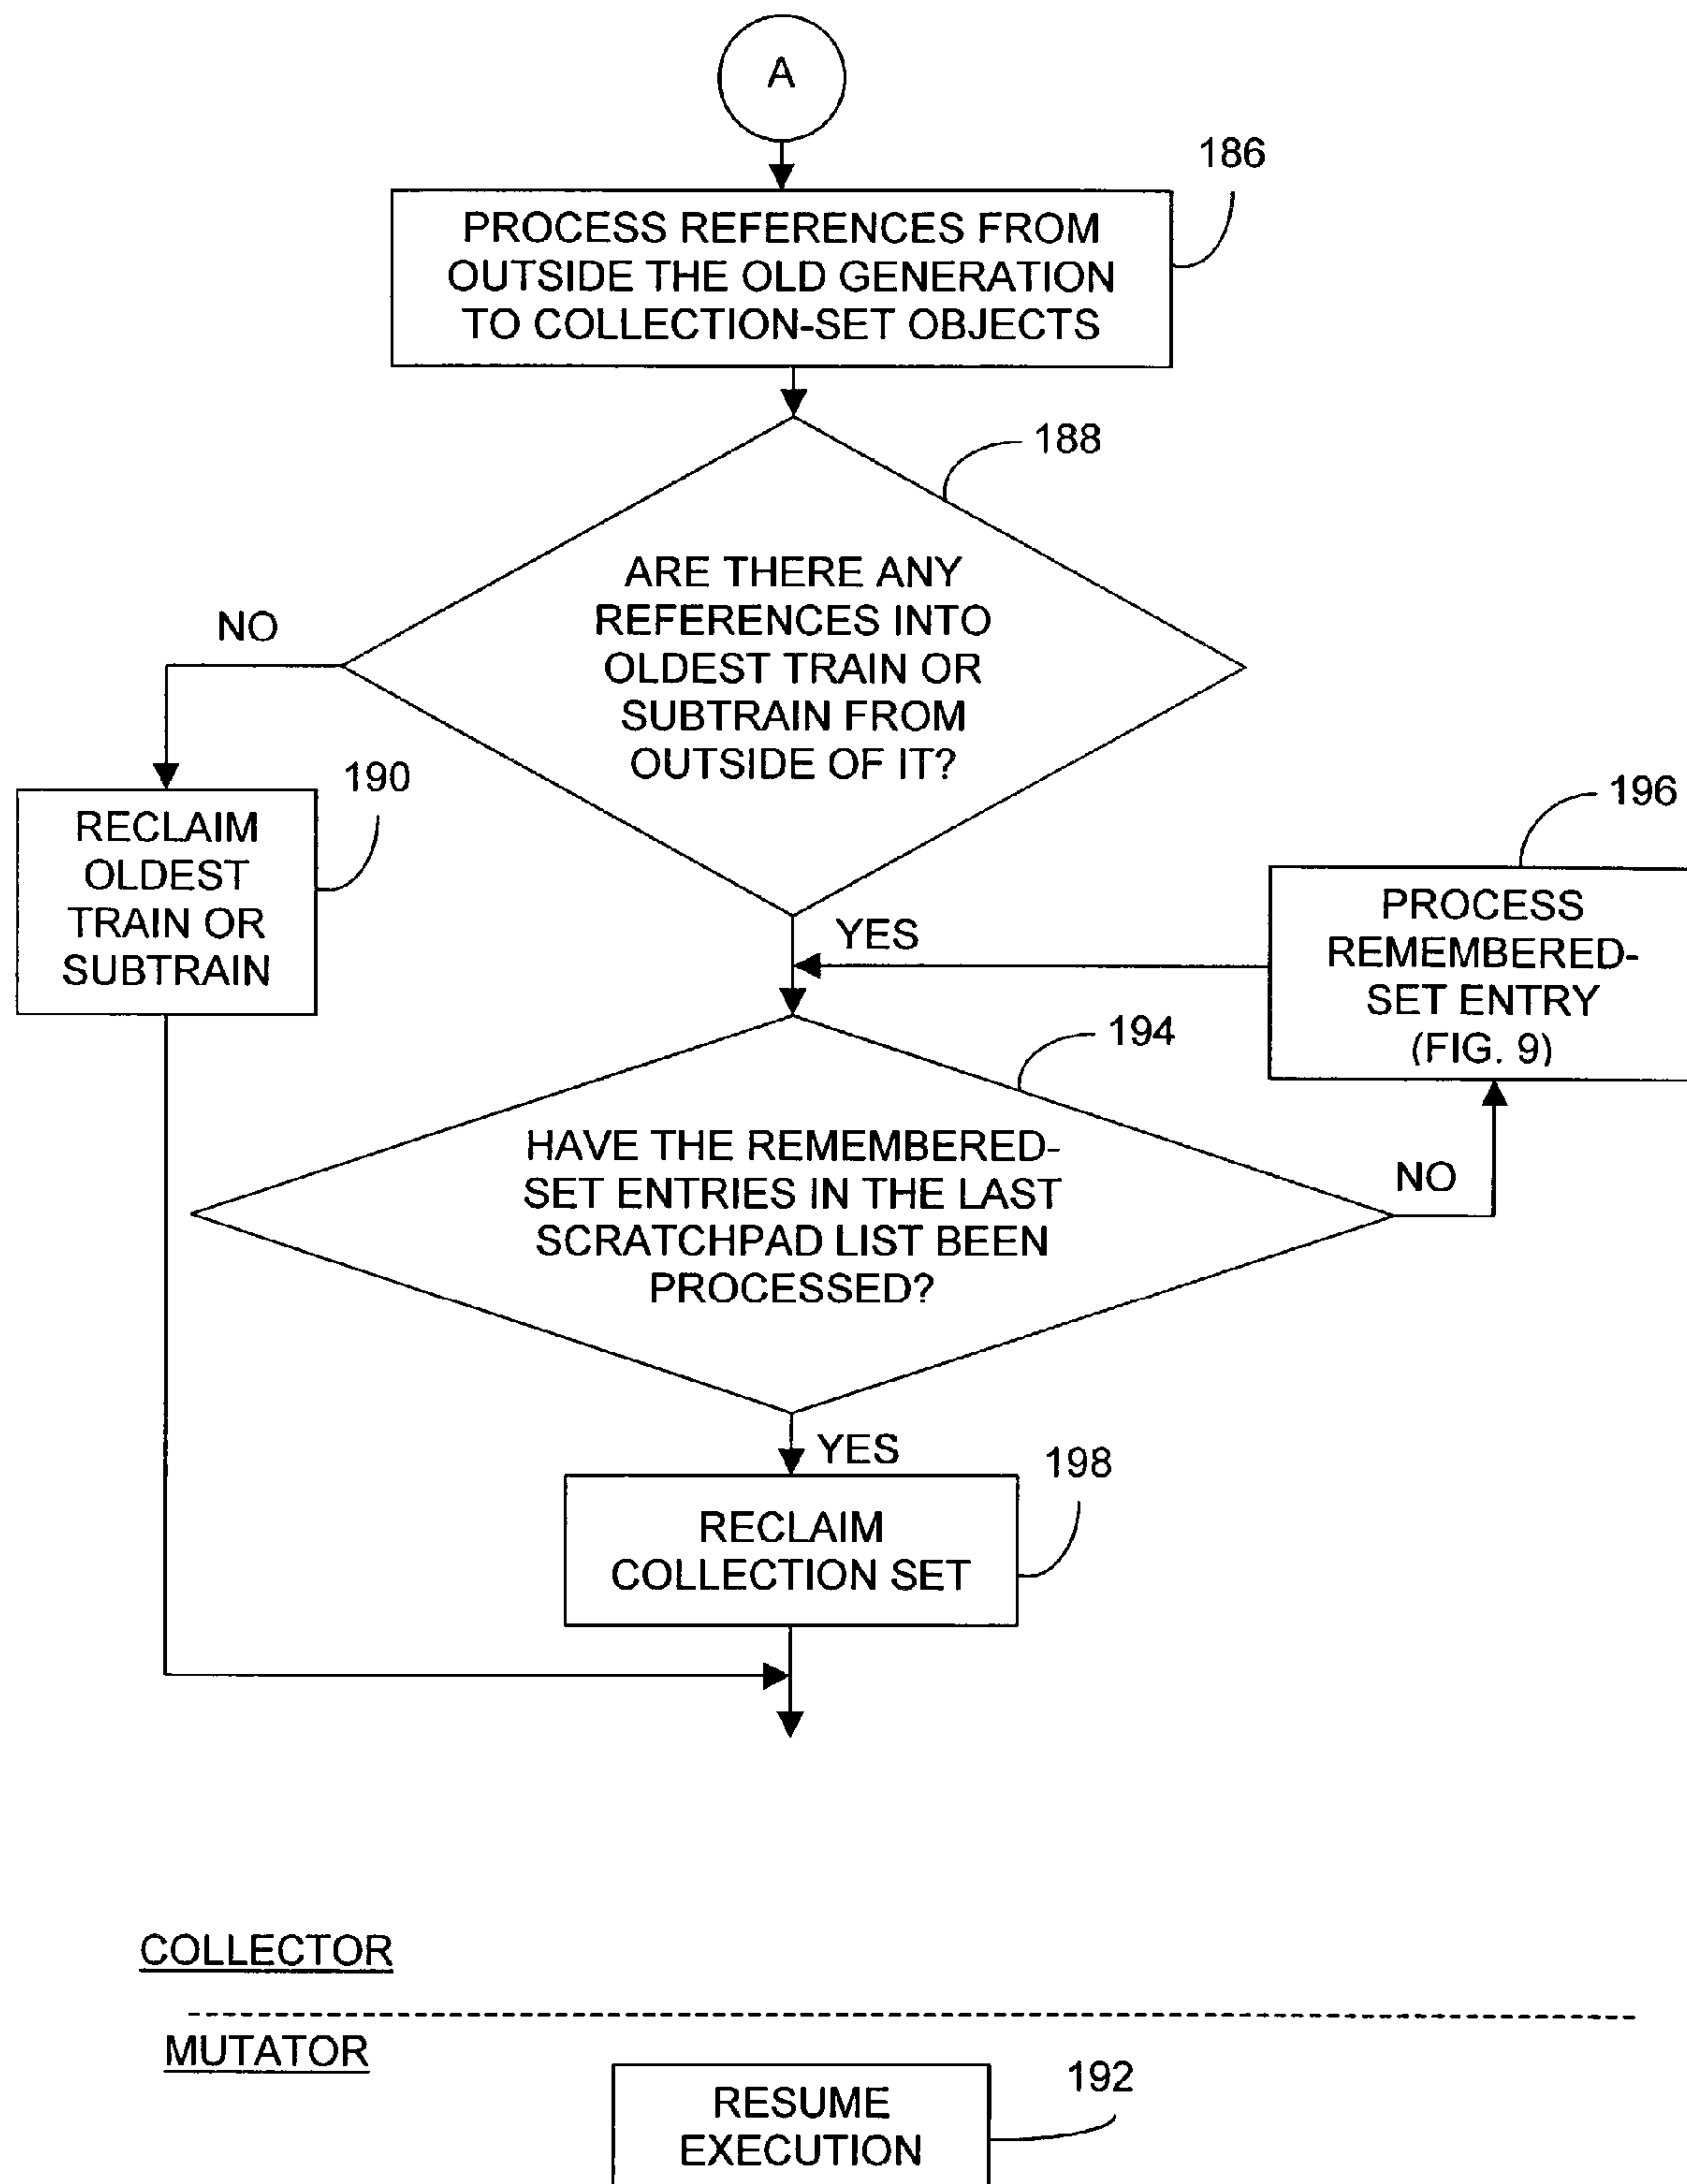 A
186
PROCESS REFERENCES FROM
OUTSIDE THE OLD GENERATION
TO COLLECTION-SET OBJECTS
188
ARE THERE ANY
REFERENCES INTO
OLDEST TRAIN OR
SUBTRAIN FROM
OUTSIDE OF IT?
NO
190
RECLAIM
OLDEST
TRAIN OR
SUBTRAIN
YES
196
PROCESS
REMEMBERED-
SET ENTRY
(FIG. 9)
194
HAVE THE REMEMBERED-
SET ENTRIES IN THE LAST
SCRATCHPAD LIST BEEN
PROCESSED?
NO
YES
198
RECLAIM
COLLECTION SET
COLLECTOR
MUTATOR
192
RESUME
EXECUTION